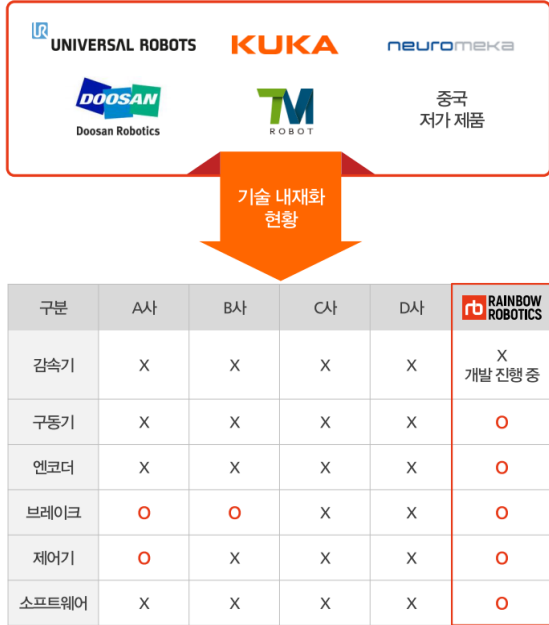 UR
UNIVERSAL ROBOTS
KUKA
neuromeka
DOOSAN
Doosan Robotics
TM
ROBOT
중국
저가 제품
기술 내재화
현황
구분 A사 B사 C사 D사 rb RAINBOW ROBOTICS
감속기 X X X X X 개발 진행 중
구동기 X X X X O
엔코더 X X X X O
브레이크 O O X X O
제어기 O X X X O
소프트웨어 X X X X O